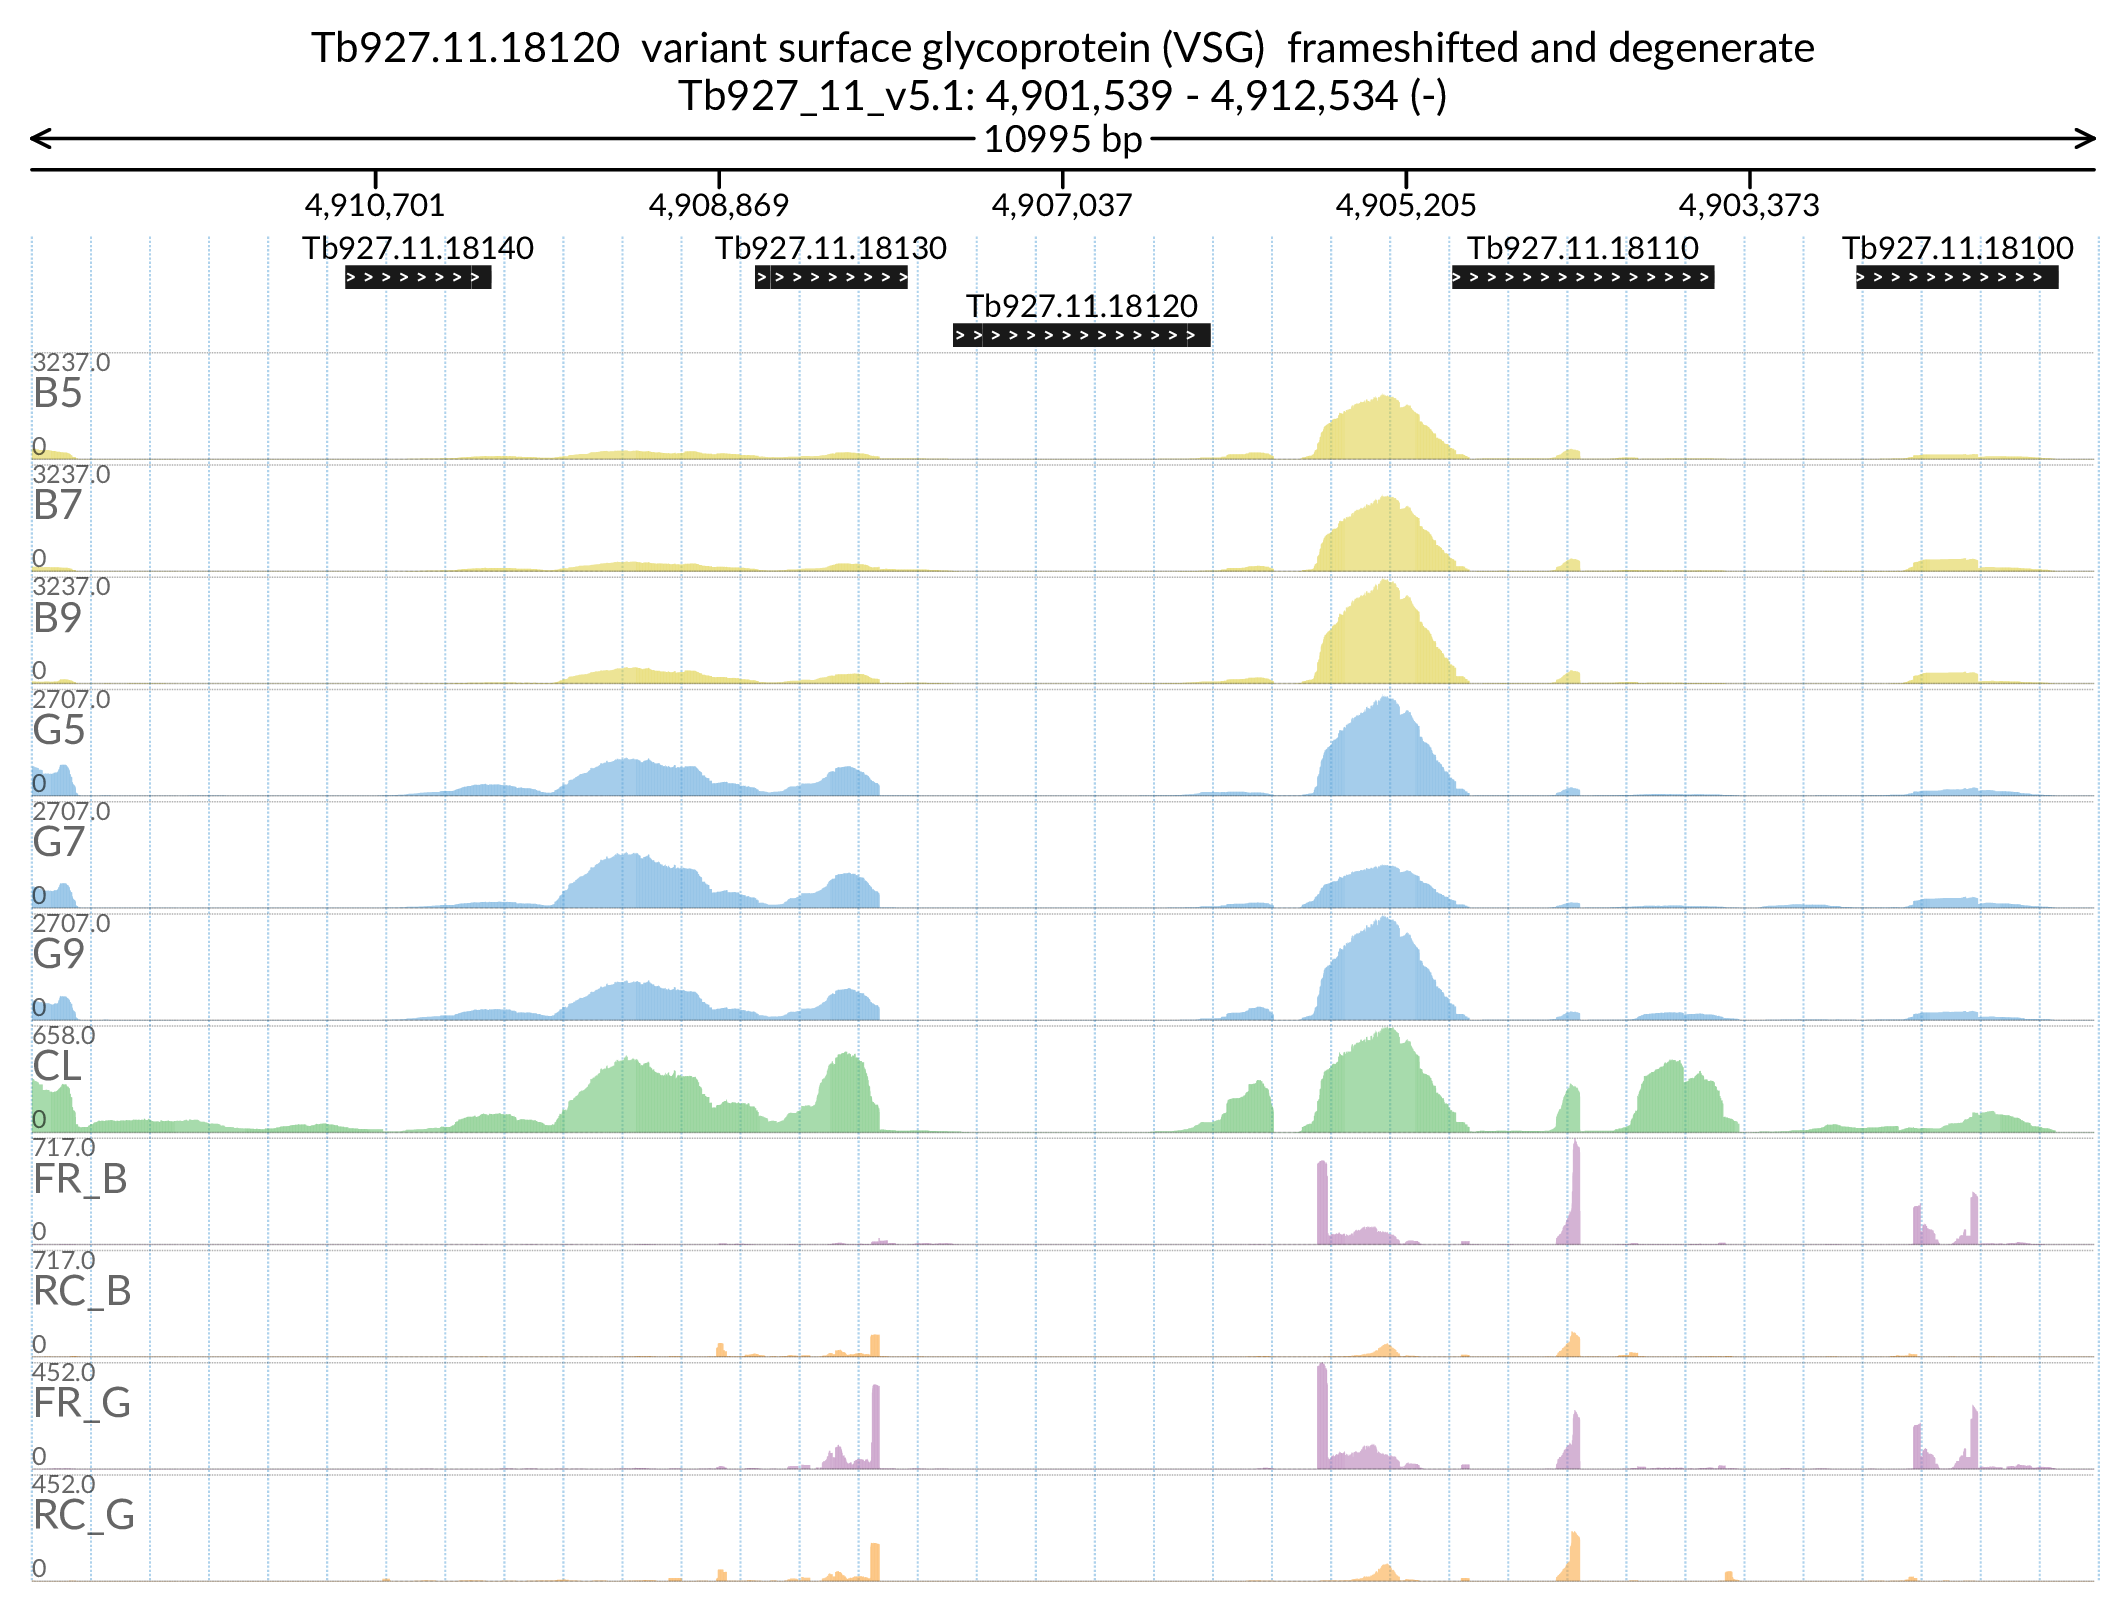 Tb927.11.18120  variant surface glycoprotein (VSG)  frameshifted and degenerate
Tb927_11_v5.1: 4,901,539 - 4,912,534 (-)
10995 bp
4,910,701 4,908,869 4,907,037 4,905,205 4,903,373
Tb927.11.18140 Tb927.11.18130 Tb927.11.18110 Tb927.11.18100
Tb927.11.18120
3237.0
B5
0
3237.0
B7
0
3237.0
B9
0
2707.0
G5
0
2707.0
G7
0
2707.0
G9
0
658.0
CL
0
717.0
FR_B
0
717.0
RC_B
0
452.0
FR_G
0
452.0
RC_G
0